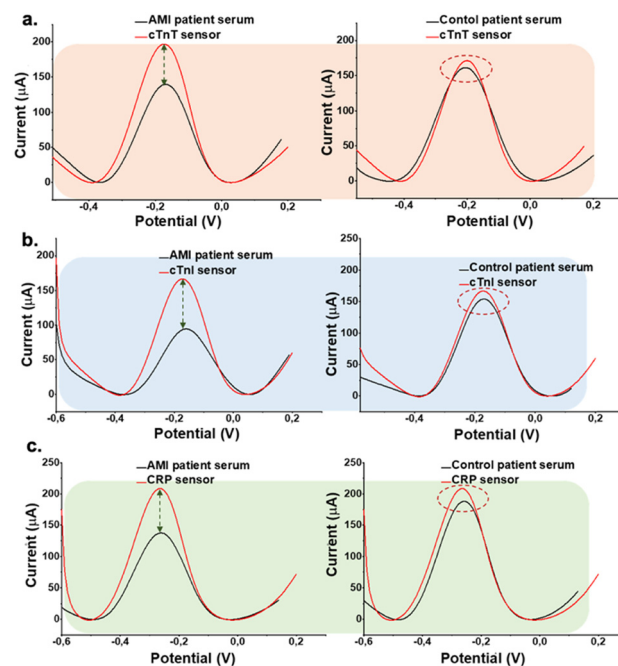 a.
AMI patient serum
cTnT sensor
Current (µA)
200
150
100
50
0
-0,4
-0,2
0,0
0,2
Potential (V)
Contol patient serum
cTnT sensor
Current (µA)
200
150
100
50
0
-0.4
-0,2
0,0
0,2
Potential (V)
b.
AMI patient serum
cTnI sensor
Current (µA)
200
150
100
50
0
-0.6
-0,4
-0,2
0,0
0,2
Potential (V)
Control patient serum
cTnI sensor
Current (µA)
250
200
150
100
50
0
-0,4
-0,2
0,0
0,2
Potential (V)
c.
AMI patient serum
CRP sensor
Current (µA)
250
200
150
100
50
0
-0,6
-0,4
-0,2
0,0
0,2
Potential (V)
Control patient serum
CRP sensor
Current (µA)
250
200
150
100
50
0
-0,6
-0,4
-0,2
0,0
0,2
Potential (V)